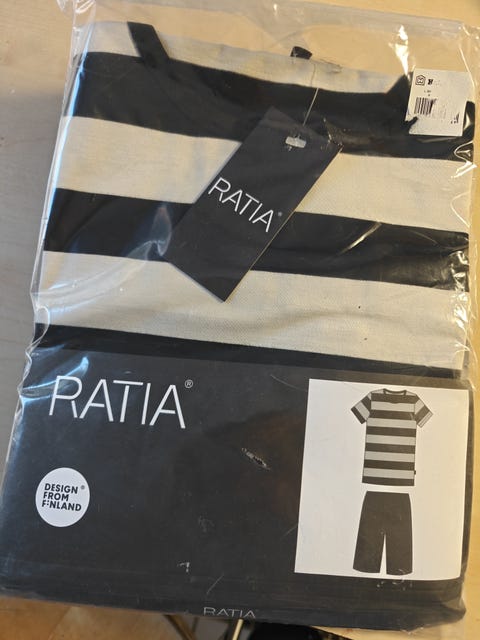 RATIA®
RATIA®
DESIGN®
FROM
FINLAND
RATIA